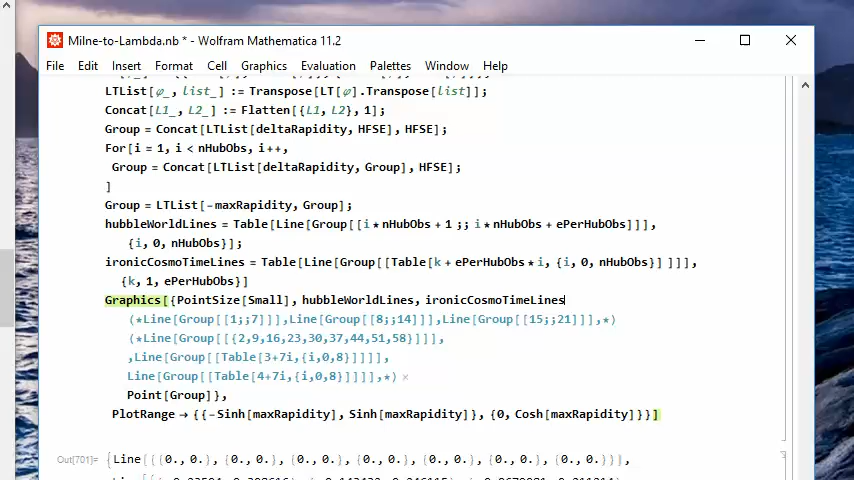 Milne-to-Lambda.nb * - Wolfram Mathematica 11.2
File Edit Insert Format Cell Graphics Evaluation Palettes Window Help
LTList[φ_, list_] := Transpose[LT[φ].Transpose[list]];
Concat[L1_, L2_] := Flatten[{L1, L2}, 1];
Group = Concat[LTList[deltaRapidity, HFSE], HFSE];
For[i = 1, i < nHubObs, i++,
Group = Concat[LTList[deltaRapidity, Group], HFSE];
]
Group = LTList[-maxRapidity, Group];
hubbleWorldLines = Table[Line[Group[[i*nHubObs + 1 ;; i*nHubObs + ePerHubObs]]],
{i, 0, nHubObs}];
ironicCosmoTimeLines = Table[Line[Group[[Table[k + ePerHubObs*i, {i, 0, nHubObs}] ]]],
{k, 1, ePerHubObs}]
Graphics[{PointSize[Small], hubbleWorldLines, ironicCosmoTimeLines
(*Line[Group[[1;;7]]],Line[Group[[8;;14]]],Line[Group[[15;;21]]],*)
(*Line[Group[[{2,9,16,23,30,37,44,51,58}]]],
,Line[Group[[Table[3+7i,{i,0,8}]]]],
Line[Group[[Table[4+7i,{i,0,8}]]]],*) ×
Point[Group]},
PlotRange → {{-Sinh[maxRapidity], Sinh[maxRapidity]}, {0, Cosh[maxRapidity]}}]
Out[701]= {Line[{{0., 0.}, {0., 0.}, {0., 0.}, {0., 0.}, {0., 0.}, {0., 0.}, {0., 0.}}],